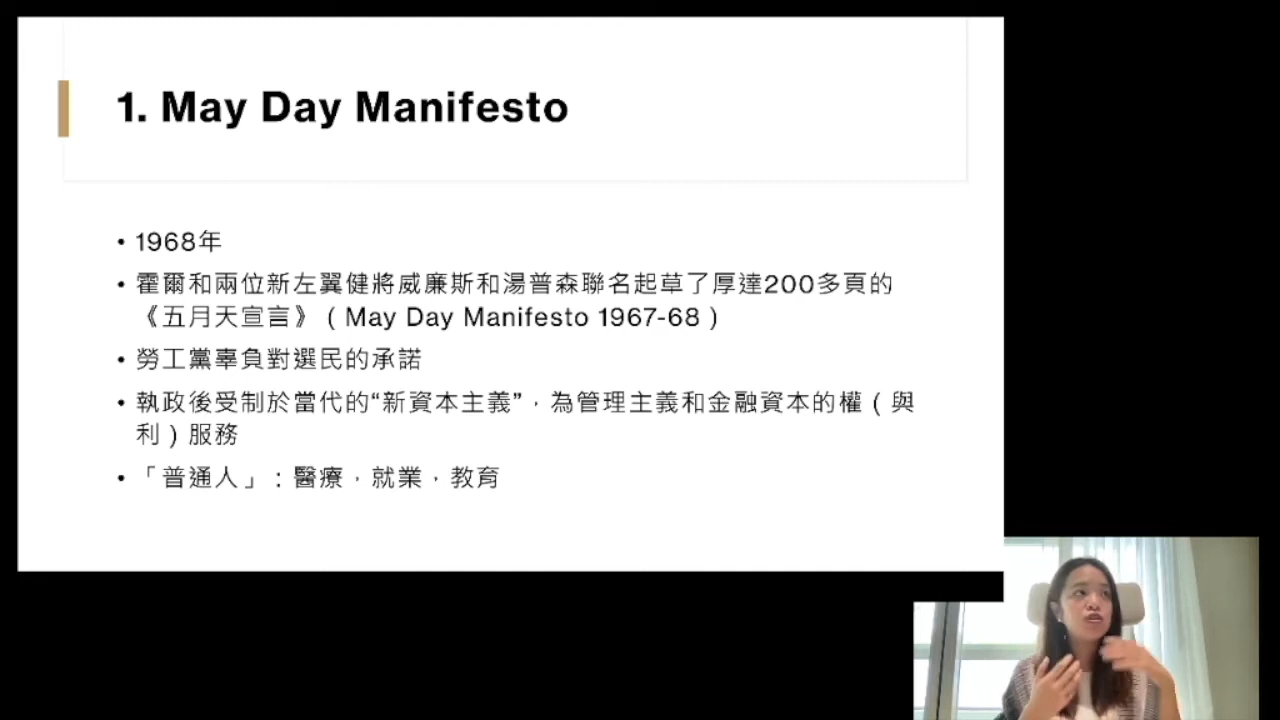 1. May Day Manifesto
• 1968年
• 霍爾和兩位新左翼健將威廉斯和湯普森聯名起草了厚達200多頁的
《五月天宣言》（May Day Manifesto 1967-68）
• 勞工黨辜負對選民的承諾
• 執政後受制於當代的“新資本主義”，為管理主義和金融資本的權（與
利）服務
• 「普通人」：醫療，就業，教育